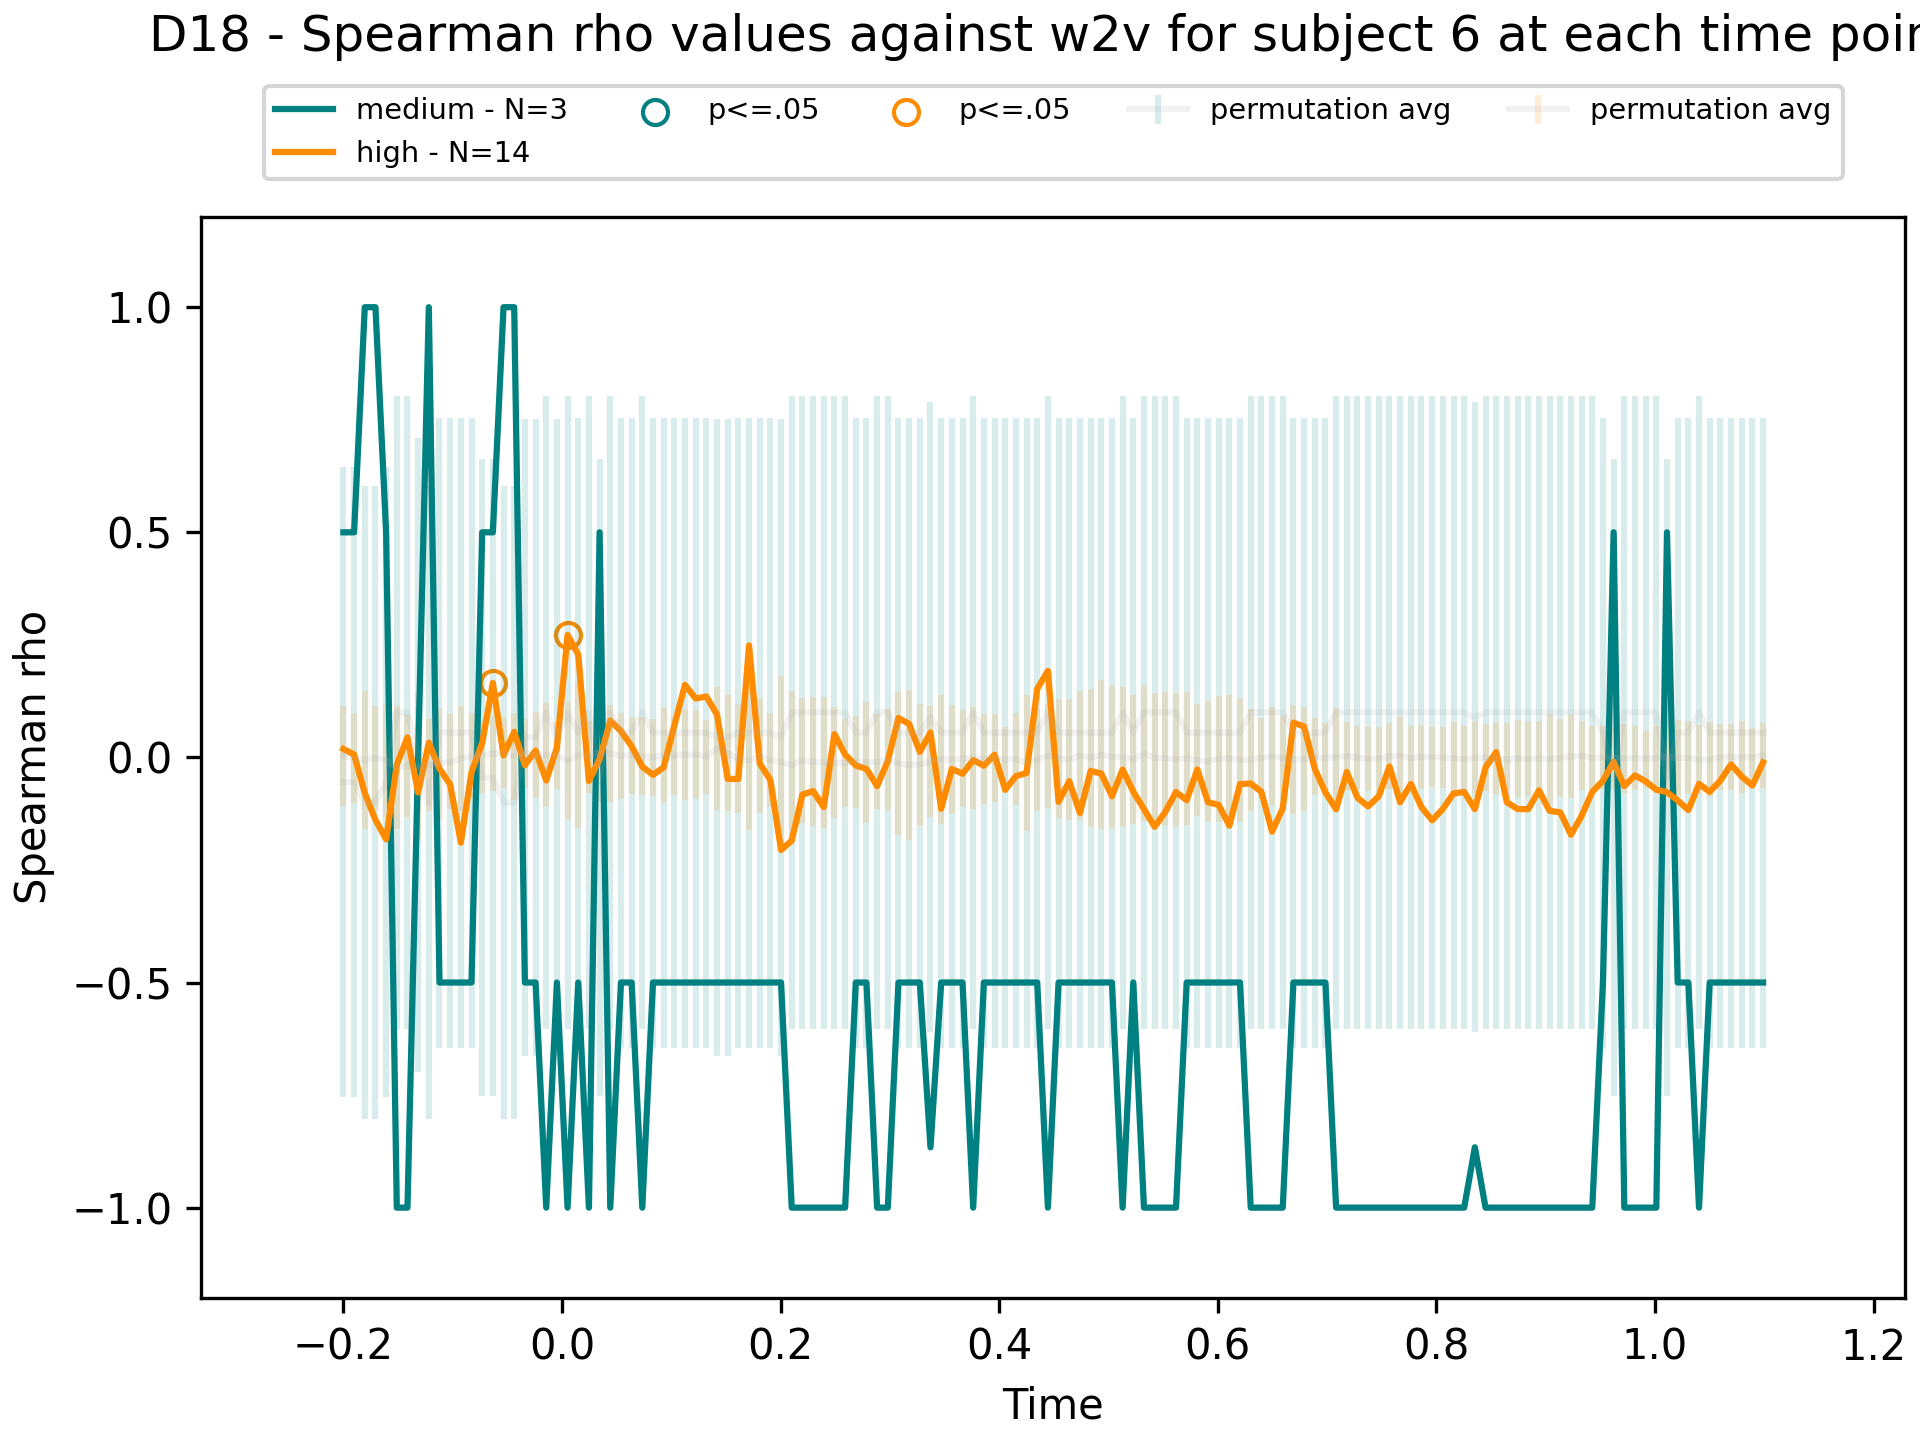 D18 - Spearman rho values against w2v for subject 6 at each time
medium - N=3 p<=.05 p<=.05 permutation avg permutation avg
high - N=14
1.0
0.5
0.0
−0.5
−1.0
Spearman rho
−0.2 0.0 0.2 0.4 0.6 0.8 1.0 1.2
Time